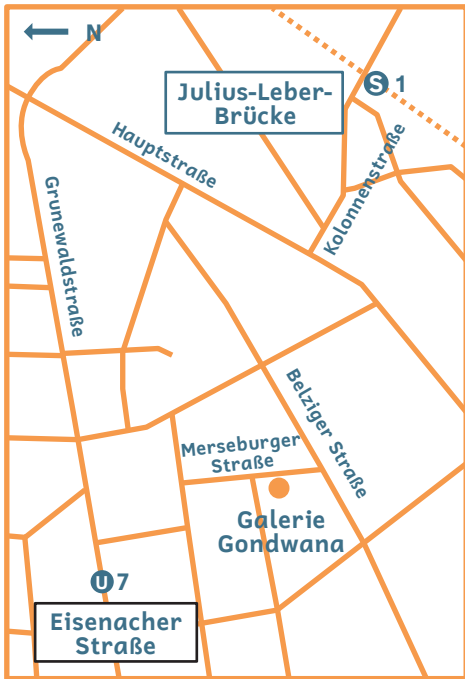 N
S 1
Julius-Leber-
Brücke
Hauptstraße
Kolonnenstraße
Grunewaldstraße
Belziger Straße
Merseburger
Straße
Galerie
Gondwana
u 7
Eisenacher
Straße